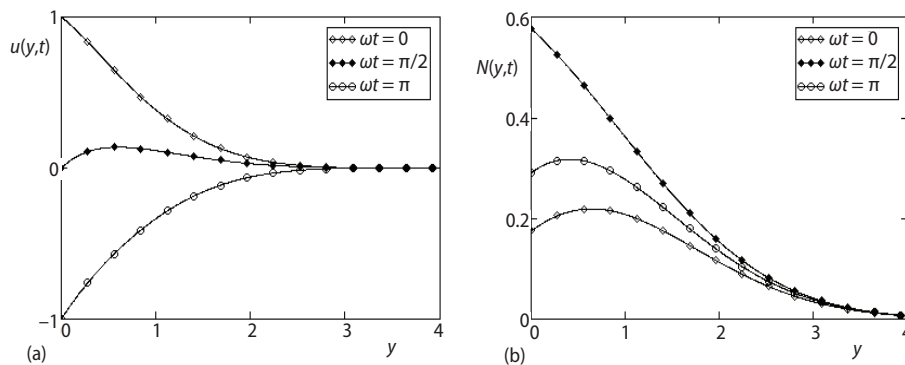 1
u(y,t)
0
−1
ωt = 0
ωt = π/2
ωt = π
0 1 2 3 4
(a) y
0.6
N(y,t)
0.4
0.2
0
ωt = 0
ωt = π/2
ωt = π
0 1 2 3 4
(b) y